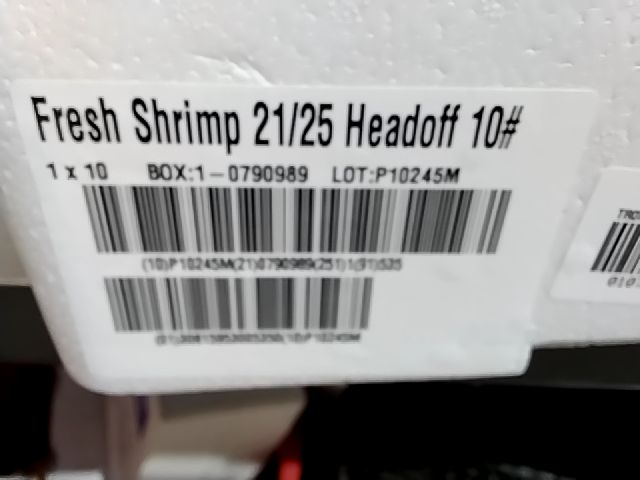 Fresh Shrimp 21/25 Headoff 10#
1 x 10 BOX:1-0790989 LOT:P10245M
(10)P10245M(21)0790989(251)1(91)535